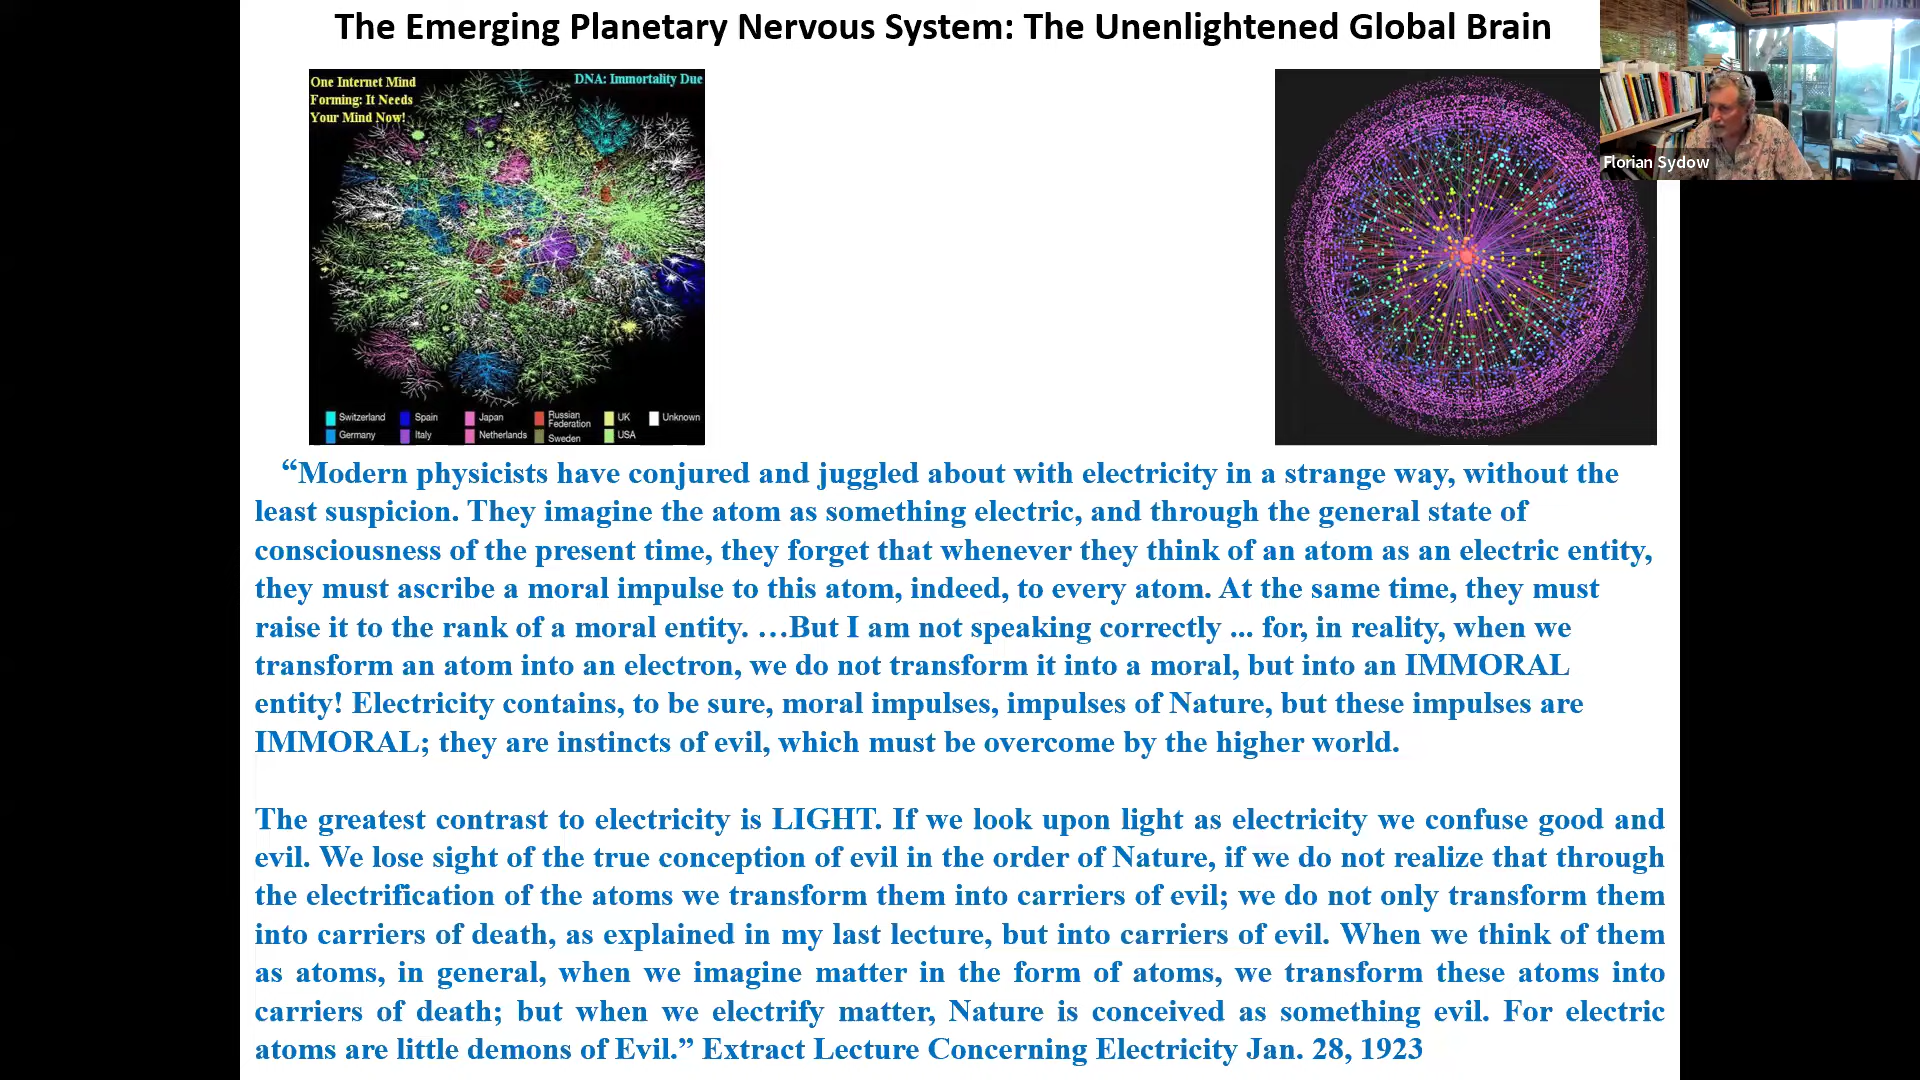 The Emerging Planetary Nervous System: The Unenlightened Global Brain
One Internet Mind
Forming: It Needs
Your Mind Now!
DNA: Immortality Due
Switzerland
Germany
Spain
Italy
Japan
Netherlands
Russian
Federation
Sweden
UK
USA
Unknown
Florian Sydow
“Modern physicists have conjured and juggled about with electricity in a strange way, without the
least suspicion. They imagine the atom as something electric, and through the general state of
consciousness of the present time, they forget that whenever they think of an atom as an electric entity,
they must ascribe a moral impulse to this atom, indeed, to every atom. At the same time, they must
raise it to the rank of a moral entity. …But I am not speaking correctly ... for, in reality, when we
transform an atom into an electron, we do not transform it into a moral, but into an IMMORAL
entity! Electricity contains, to be sure, moral impulses, impulses of Nature, but these impulses are
IMMORAL; they are instincts of evil, which must be overcome by the higher world.
The greatest contrast to electricity is LIGHT. If we look upon light as electricity we confuse good and
evil. We lose sight of the true conception of evil in the order of Nature, if we do not realize that through
the electrification of the atoms we transform them into carriers of evil; we do not only transform them
into carriers of death, as explained in my last lecture, but into carriers of evil. When we think of them
as atoms, in general, when we imagine matter in the form of atoms, we transform these atoms into
carriers of death; but when we electrify matter, Nature is conceived as something evil. For electric
atoms are little demons of Evil.” Extract Lecture Concerning Electricity Jan. 28, 1923